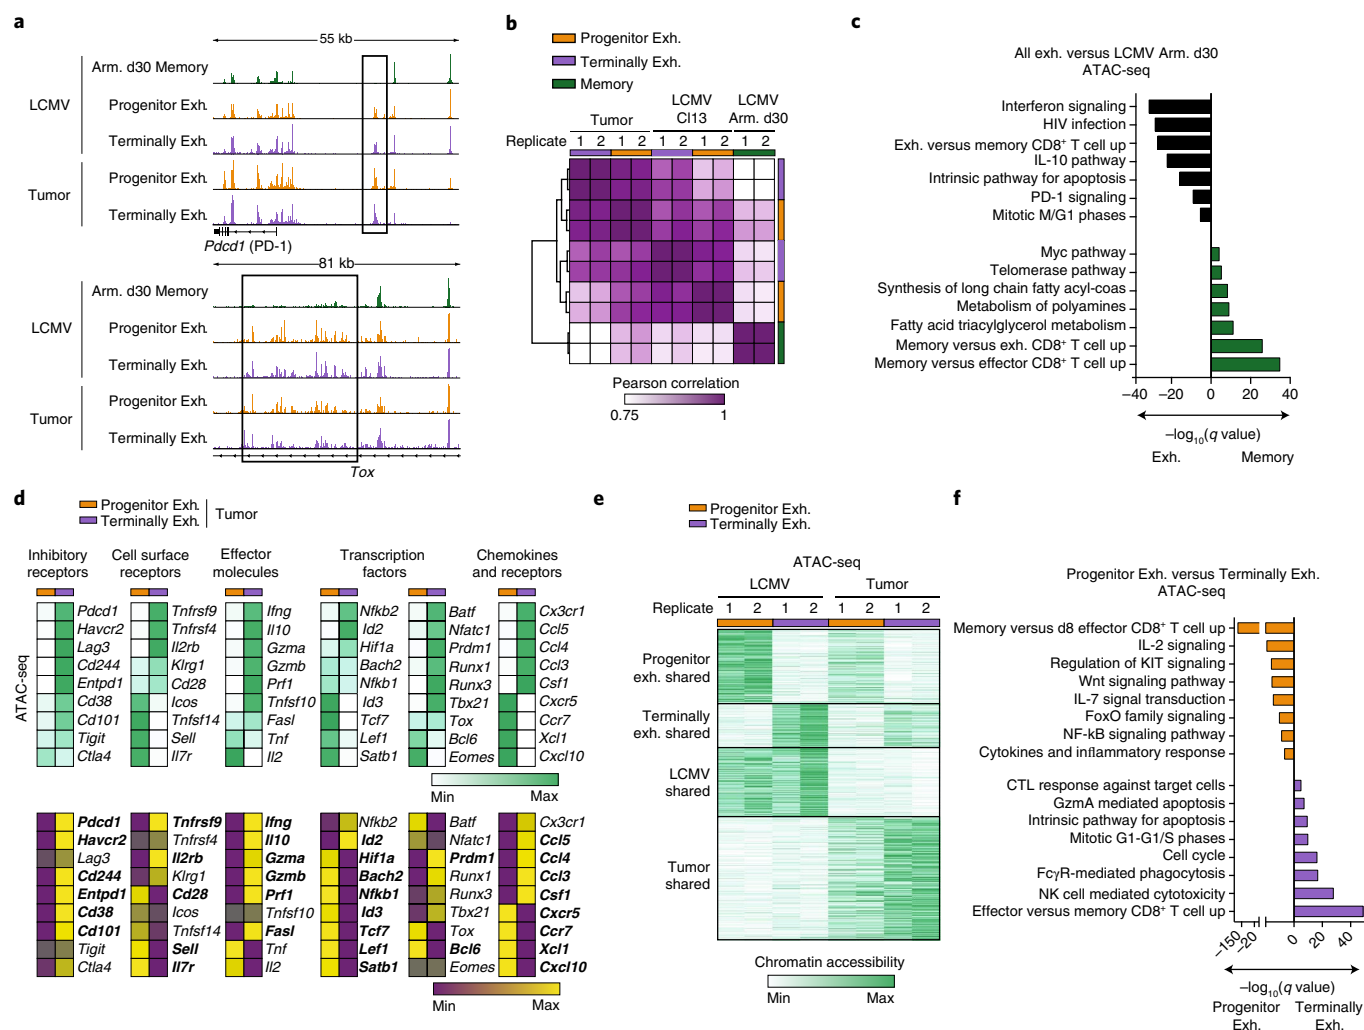 a
55 kb
Arm. d30 Memory
LCMV
Progenitor Exh.
Terminally Exh.
Progenitor Exh.
Tumor
Terminally Exh.
Pdcd1 (PD-1)
81 kb
Arm. d30 Memory
Progenitor Exh.
LCMV
Terminally Exh.
Progenitor Exh.
Tumor
Terminally Exh.
Tox
b
Progenitor Exh.
Terminally Exh.
Memory
Tumor
LCMV Cl13
LCMV Arm. d30
Replicate 1 2 1 2 1 2 1 2 1 2
Pearson correlation
0.75 1
c
All exh. versus LCMV Arm. d30
ATAC-seq
Interferon signaling
HIV infection
Exh. versus memory CD8⁺ T cell up
IL-10 pathway
Intrinsic pathway for apoptosis
PD-1 signaling
Mitotic M/G1 phases
Myc pathway
Telomerase pathway
Synthesis of long chain fatty acyl-coas
Metabolism of polyamines
Fatty acid triacylglycerol metabolism
Memory versus exh. CD8⁺ T cell up
Memory versus effector CD8⁺ T cell up
−40 −20 0 20 40
−log₁₀(q value)
Exh. Memory
d
Progenitor Exh.
Terminally Exh.
Tumor
Inhibitory receptors
Cell surface receptors
Effector molecules
Transcription factors
Chemokines and receptors
ATAC-seq
Pdcd1 Tnfrsf9 Ifng Nfkb2 Batf Cx3cr1
Havcr2 Tnfrsf4 Il10 Id2 Nfatc1 Ccl5
Lag3 Il2rb Gzma Hif1a Prdm1 Ccl4
Cd244 Klrg1 Gzmb Bach2 Runx1 Ccl3
Entpd1 Cd28 Prf1 Nfkb1 Runx3 Csf1
Cd38 Icos Tnfsf10 Id3 Tbx21 Cxcr5
Cd101 Tnfsf14 Fasl Tcf7 Tox Ccr7
Tigit Sell Tnf Lef1 Bcl6 Xcl1
Ctla4 Il7r Il2 Satb1 Eomes Cxcl10
Min Max
Pdcd1 Tnfrsf9 Ifng Nfkb2 Batf Cx3cr1
Havcr2 Tnfrsf4 Il10 Id2 Nfatc1 Ccl5
Lag3 Il2rb Gzma Hif1a Prdm1 Ccl4
Cd244 Klrg1 Gzmb Bach2 Runx1 Ccl3
Entpd1 Cd28 Prf1 Nfkb1 Runx3 Csf1
Cd38 Icos Tnfsf10 Id3 Tbx21 Cxcr5
Cd101 Tnfsf14 Fasl Tcf7 Tox Ccr7
Tigit Sell Tnf Lef1 Bcl6 Xcl1
Ctla4 Il7r Il2 Satb1 Eomes Cxcl10
Min Max
e
Progenitor Exh.
Terminally Exh.
ATAC-seq
LCMV Tumor
Replicate 1 2 1 2 1 2 1 2
Progenitor exh. shared
Terminally exh. shared
LCMV shared
Tumor shared
Chromatin accessibility
Min Max
f
Progenitor Exh. versus Terminally Exh.
ATAC-seq
Memory versus d8 effector CD8⁺ T cell up
IL-2 signaling
Regulation of KIT signaling
Wnt signaling pathway
IL-7 signal transduction
FoxO family signaling
NF-kB signaling pathway
Cytokines and inflammatory response
CTL response against target cells
GzmA mediated apoptosis
Intrinsic pathway for apoptosis
Mitotic G1-G1/S phases
Cell cycle
FcγR-mediated phagocytosis
NK cell mediated cytotoxicity
Effector versus memory CD8⁺ T cell up
−150 −20 0 20 40
−log₁₀(q value)
Progenitor Exh.
Terminally Exh.